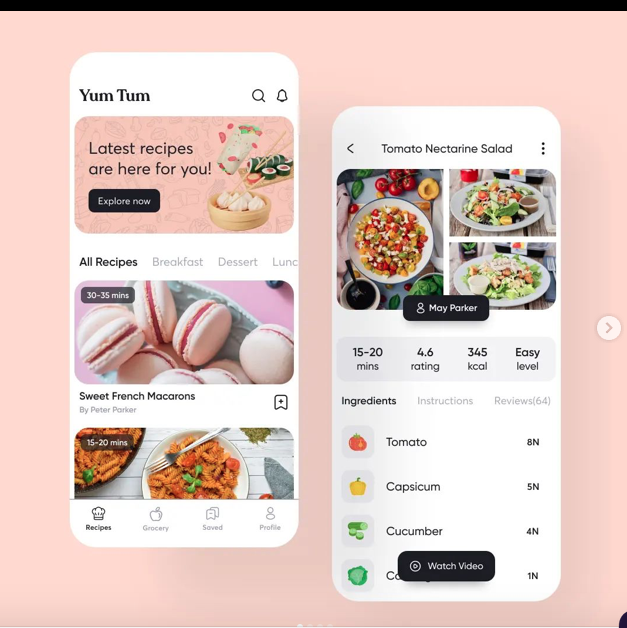 Yum Tum
Latest recipes
are here for you!
Explore now
All Recipes Breakfast Dessert Lunc
30-35 mins
Sweet French Macarons
By Peter Parker
15-20 mins
Recipes Grocery Saved Profile
Tomato Nectarine Salad
May Parker
15-20 4.6 345 Easy
mins rating kcal level
Ingredients Instructions Reviews(64)
Tomato 8N
Capsicum 5N
Cucumber 4N
1N
Watch Video